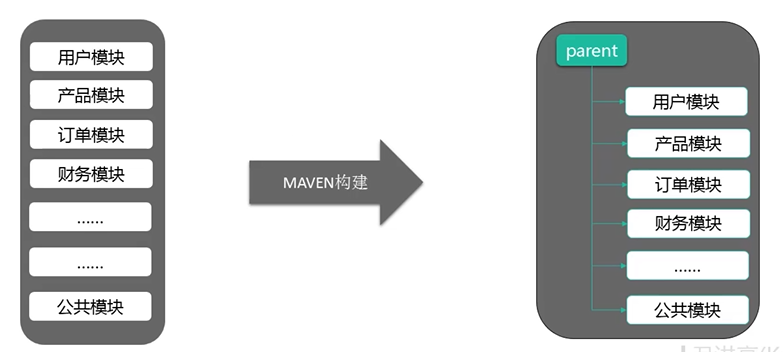 用户模块
产品模块
订单模块
财务模块
……
……
公共模块
MAVEN构建
parent
用户模块
产品模块
订单模块
财务模块
……
公共模块